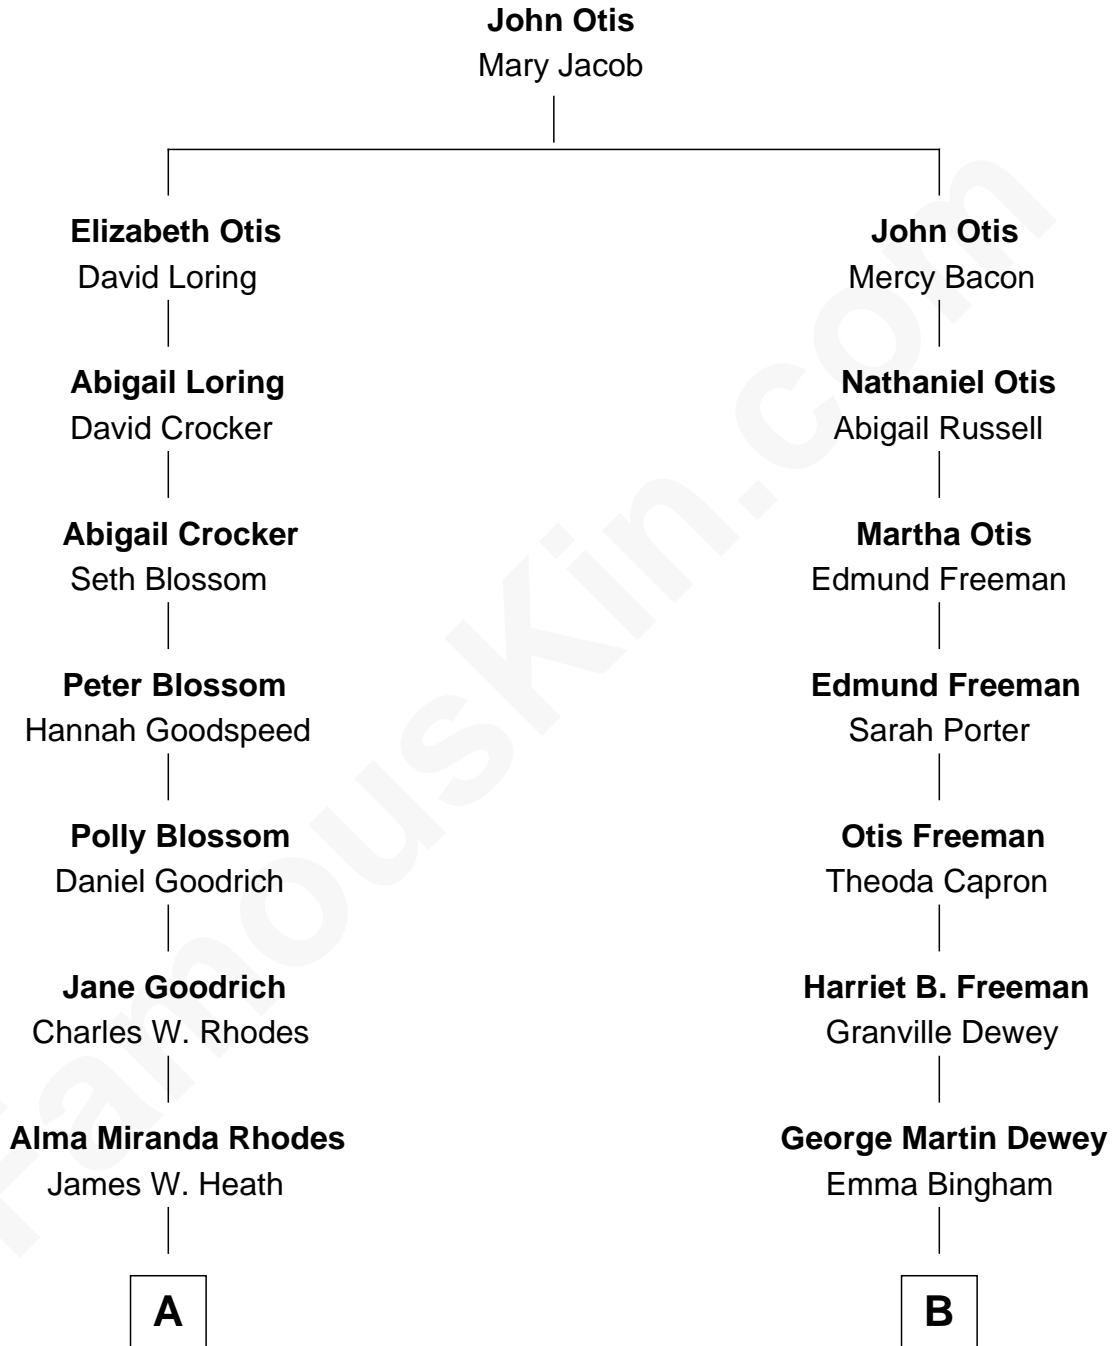 John Otis
Mary Jacob
Elizabeth Otis
David Loring
John Otis
Mercy Bacon
Abigail Loring
David Crocker
Nathaniel Otis
Abigail Russell
Abigail Crocker
Seth Blossom
Martha Otis
Edmund Freeman
Peter Blossom
Hannah Goodspeed
Edmund Freeman
Sarah Porter
Polly Blossom
Daniel Goodrich
Otis Freeman
Theoda Capron
Jane Goodrich
Charles W. Rhodes
Harriet B. Freeman
Granville Dewey
Alma Miranda Rhodes
James W. Heath
George Martin Dewey
Emma Bingham
A
B
FamousKin.com